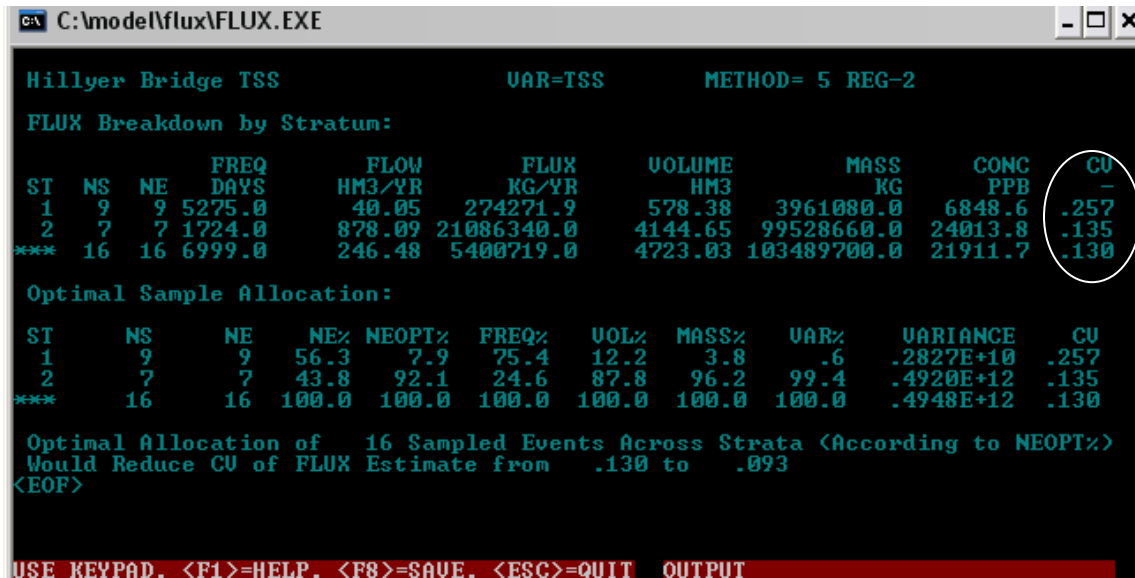 C:\model\flux\FLUX.EXE
Hillyer Bridge TSS VAR=TSS METHOD= 5 REG-2
FLUX Breakdown by Stratum:
FREQ FLOW FLUX VOLUME MASS CONC CV
ST NS NE DAYS HM3/YR KG/YR HM3 KG PPB -
1 9 9 5275.0 40.05 274271.9 578.38 3961080.0 6848.6 .257
2 7 7 1724.0 878.09 21086340.0 4144.65 99528660.0 24013.8 .135
*** 16 16 6999.0 246.48 5400719.0 4723.03 103489700.0 21911.7 .130
Optimal Sample Allocation:
ST NS NE NE% NEOPT% FREQ% VOL% MASS% VAR% VARIANCE CV
1 9 9 56.3 7.9 75.4 12.2 3.8 .6 .2827E+10 .257
2 7 7 43.8 92.1 24.6 87.8 96.2 99.4 .4920E+12 .135
*** 16 16 100.0 100.0 100.0 100.0 100.0 100.0 .4948E+12 .130
Optimal Allocation of 16 Sampled Events Across Strata (According to NEOPT%)
Would Reduce CV of FLUX Estimate from .130 to .093
<EOF>
USE KEYPAD, <F1>=HELP, <F8>=SAVE, <ESC>=QUIT OUTPUT